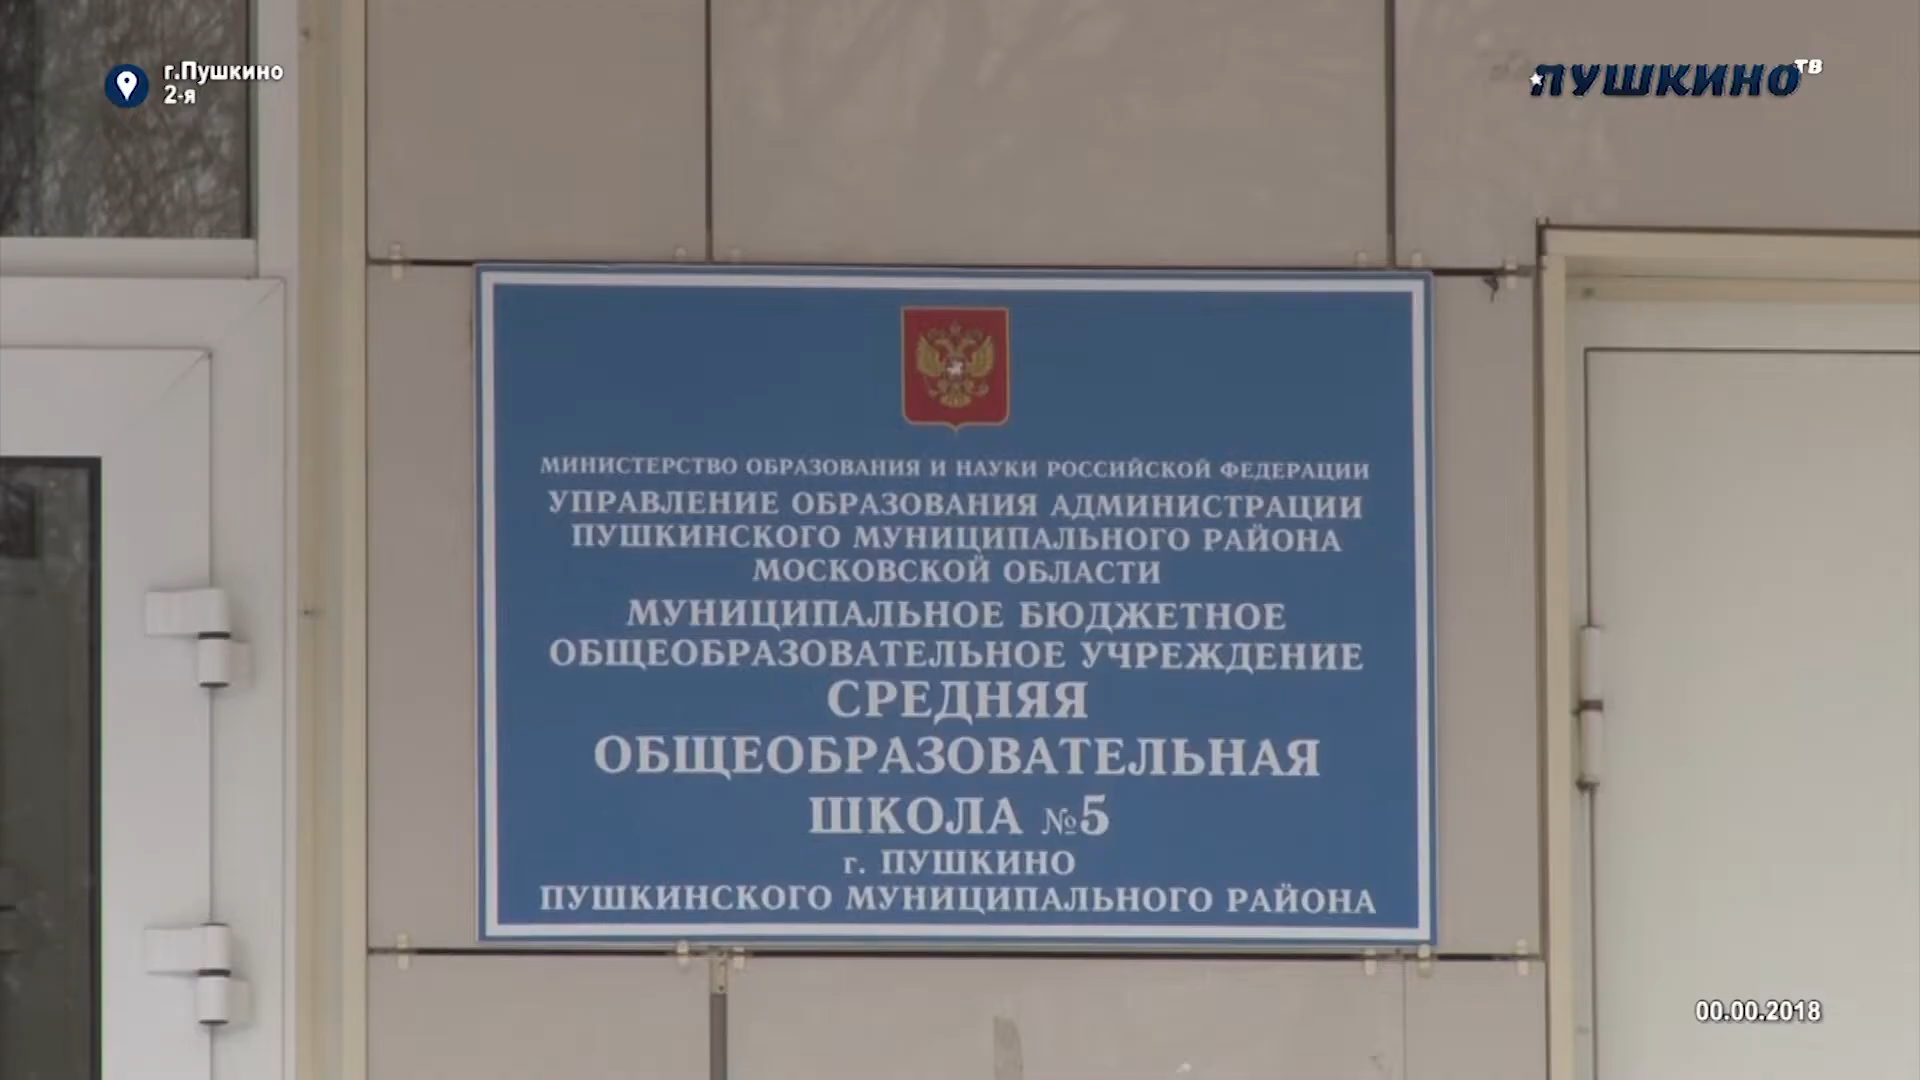 г.Пушкино
2-я
ПУШКИНО ТВ
МИНИСТЕРСТВО ОБРАЗОВАНИЯ И НАУКИ РОССИЙСКОЙ ФЕДЕРАЦИИ
УПРАВЛЕНИЕ ОБРАЗОВАНИЯ АДМИНИСТРАЦИИ
ПУШКИНСКОГО МУНИЦИПАЛЬНОГО РАЙОНА
МОСКОВСКОЙ ОБЛАСТИ
МУНИЦИПАЛЬНОЕ БЮДЖЕТНОЕ
ОБЩЕОБРАЗОВАТЕЛЬНОЕ УЧРЕЖДЕНИЕ
СРЕДНЯЯ
ОБЩЕОБРАЗОВАТЕЛЬНАЯ
ШКОЛА №5
г. ПУШКИНО
ПУШКИНСКОГО МУНИЦИПАЛЬНОГО РАЙОНА
00.00.2018